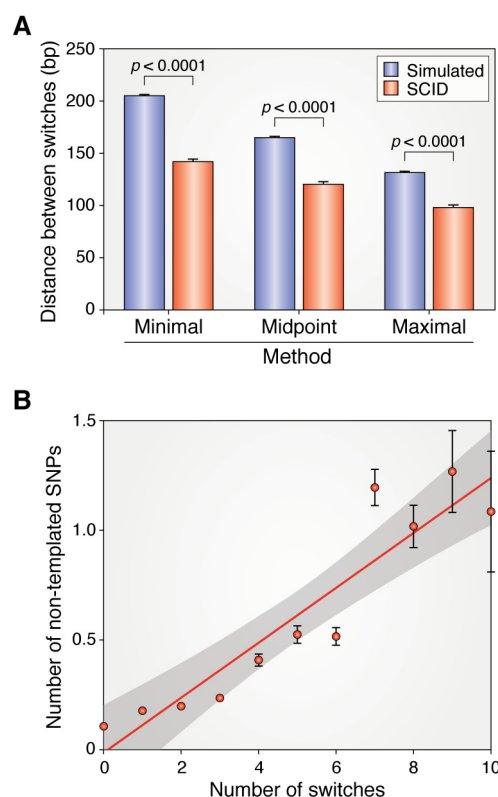 A
Distance between switches (bp)
250
200
150
100
50
0
p < 0.0001
p < 0.0001
p < 0.0001
Simulated
SCID
Minimal
Midpoint
Maximal
Method
B
Number of non-templated SNPs
1.5
1.0
0.5
0
0
2
4
6
8
10
Number of switches